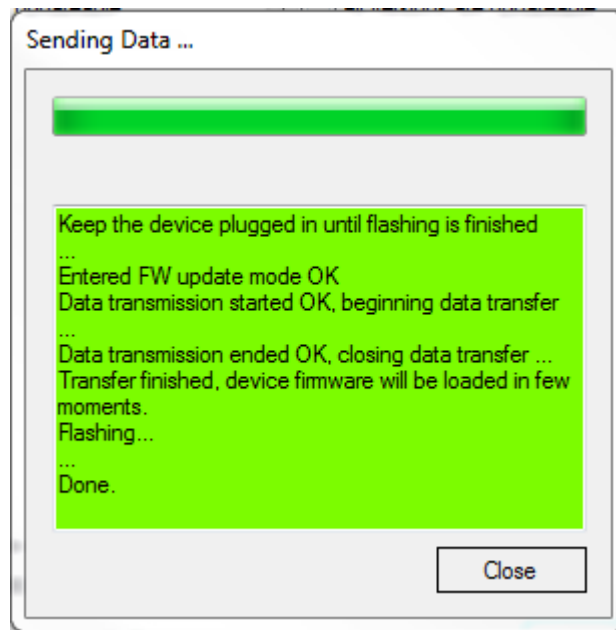 Sending Data ...
Keep the device plugged in until flashing is finished
...
Entered FW update mode OK
Data transmission started OK, beginning data transfer
...
Data transmission ended OK, closing data transfer ...
Transfer finished, device firmware will be loaded in few
moments.
Flashing...
...
Done.
Close